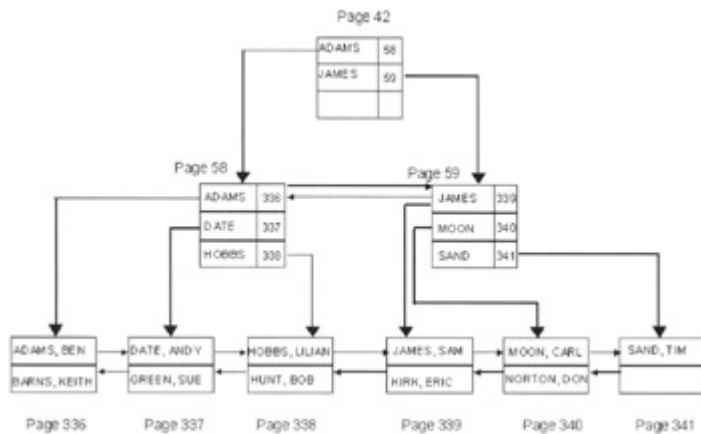 Page 42
ADAMS 58
JAMES 59
Page 58
Page 59
ADAMS 336
DATE 337
HOBBS 338
JAMES 339
MOON 340
SAND 341
ADAMS, BEN
BARNS, KEITH
DATE, ANDY
GREEN, SUE
HOBBS, LILIAN
HUNT, BOB
JAMES, SAM
KIRK, ERIC
MOON, CARL
NORTON, DON
SAND, TIM
Page 336
Page 337
Page 338
Page 339
Page 340
Page 341